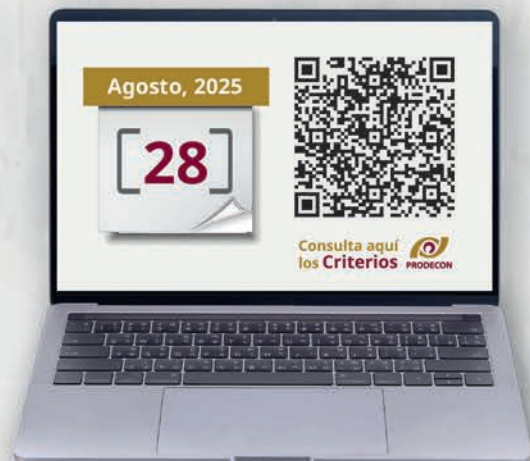 Agosto, 2025
[28]
Consulta aquí
los Criterios
PRODECON